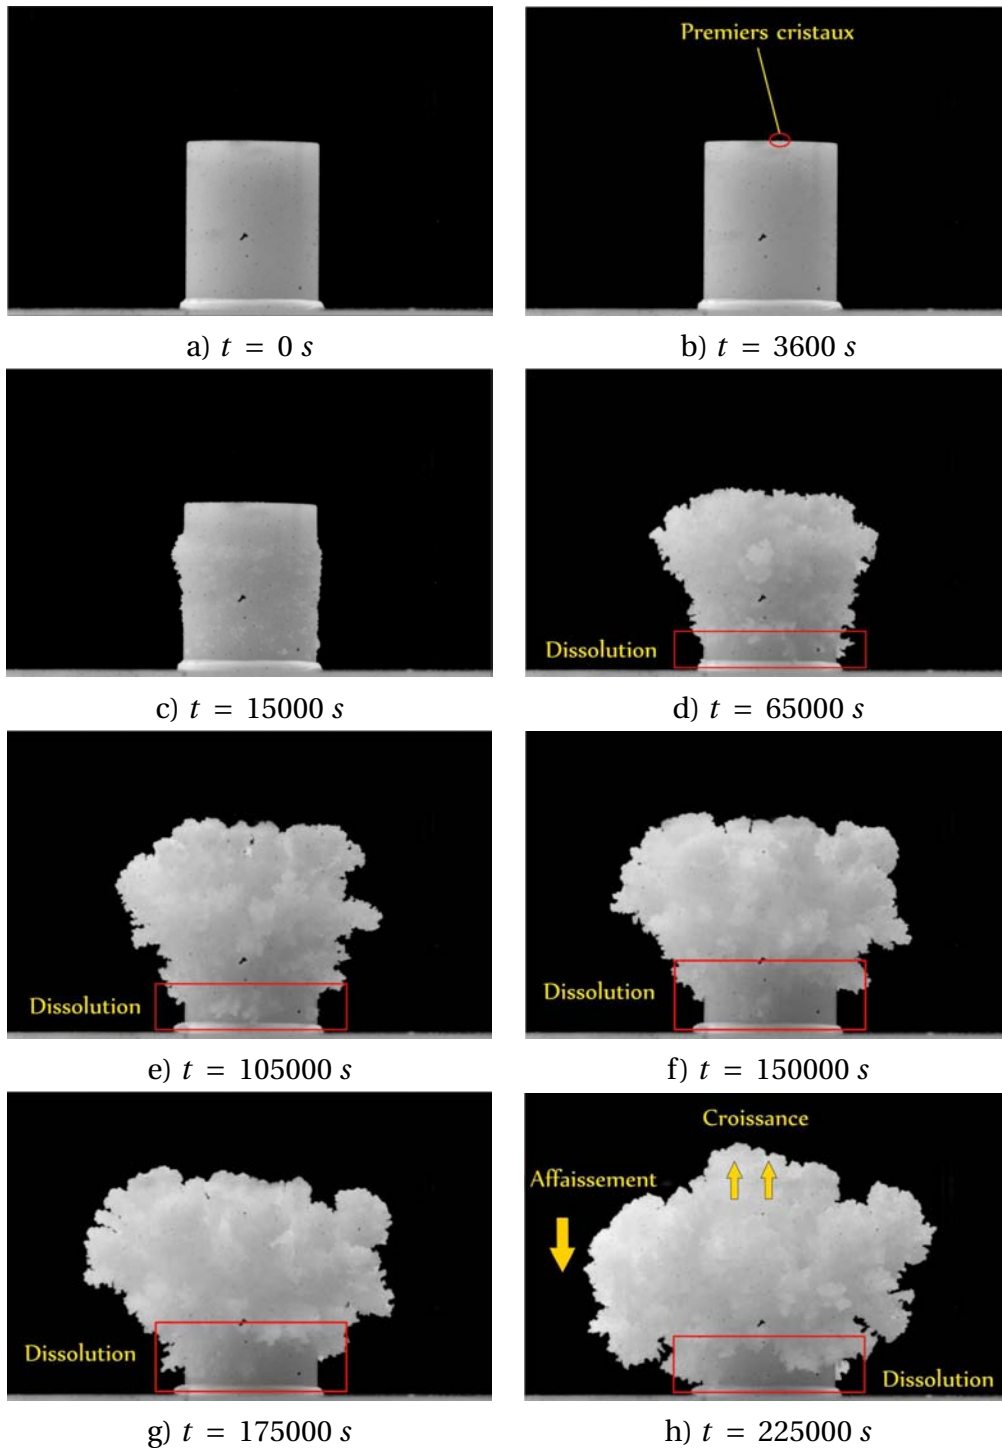 Premiers cristaux
a) t = 0 s
b) t = 3600 s
Dissolution
c) t = 15000 s
d) t = 65000 s
Dissolution
Dissolution
e) t = 105000 s
f) t = 150000 s
Croissance
Affaissement
Dissolution
Dissolution
g) t = 175000 s
h) t = 225000 s